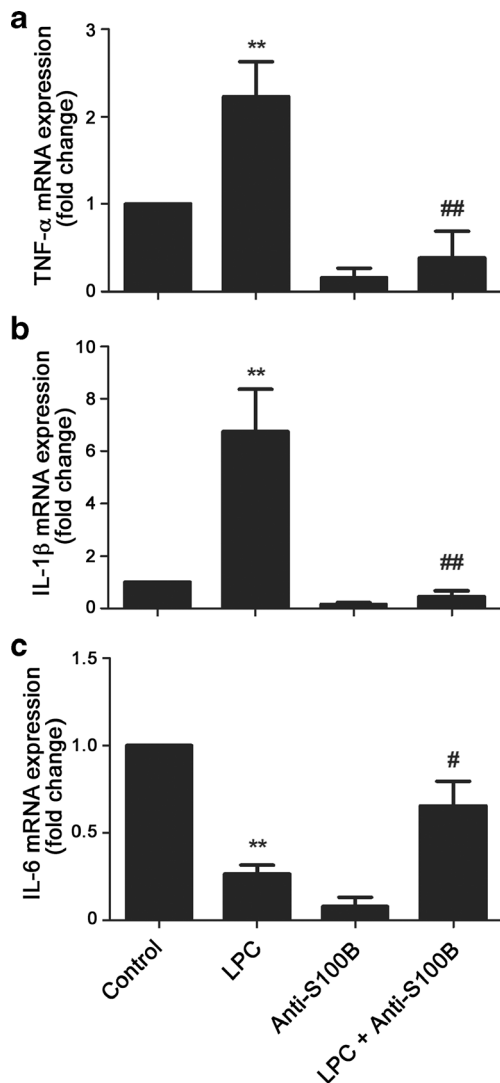 a
TNF-α mRNA expression
(fold change)
3
2
1
0
**
##
b
IL-1β mRNA expression
(fold change)
10
8
6
4
2
0
**
##
c
IL-6 mRNA expression
(fold change)
1.5
1.0
0.5
0
**
#
Control
LPC
Anti-S100B
LPC + Anti-S100B